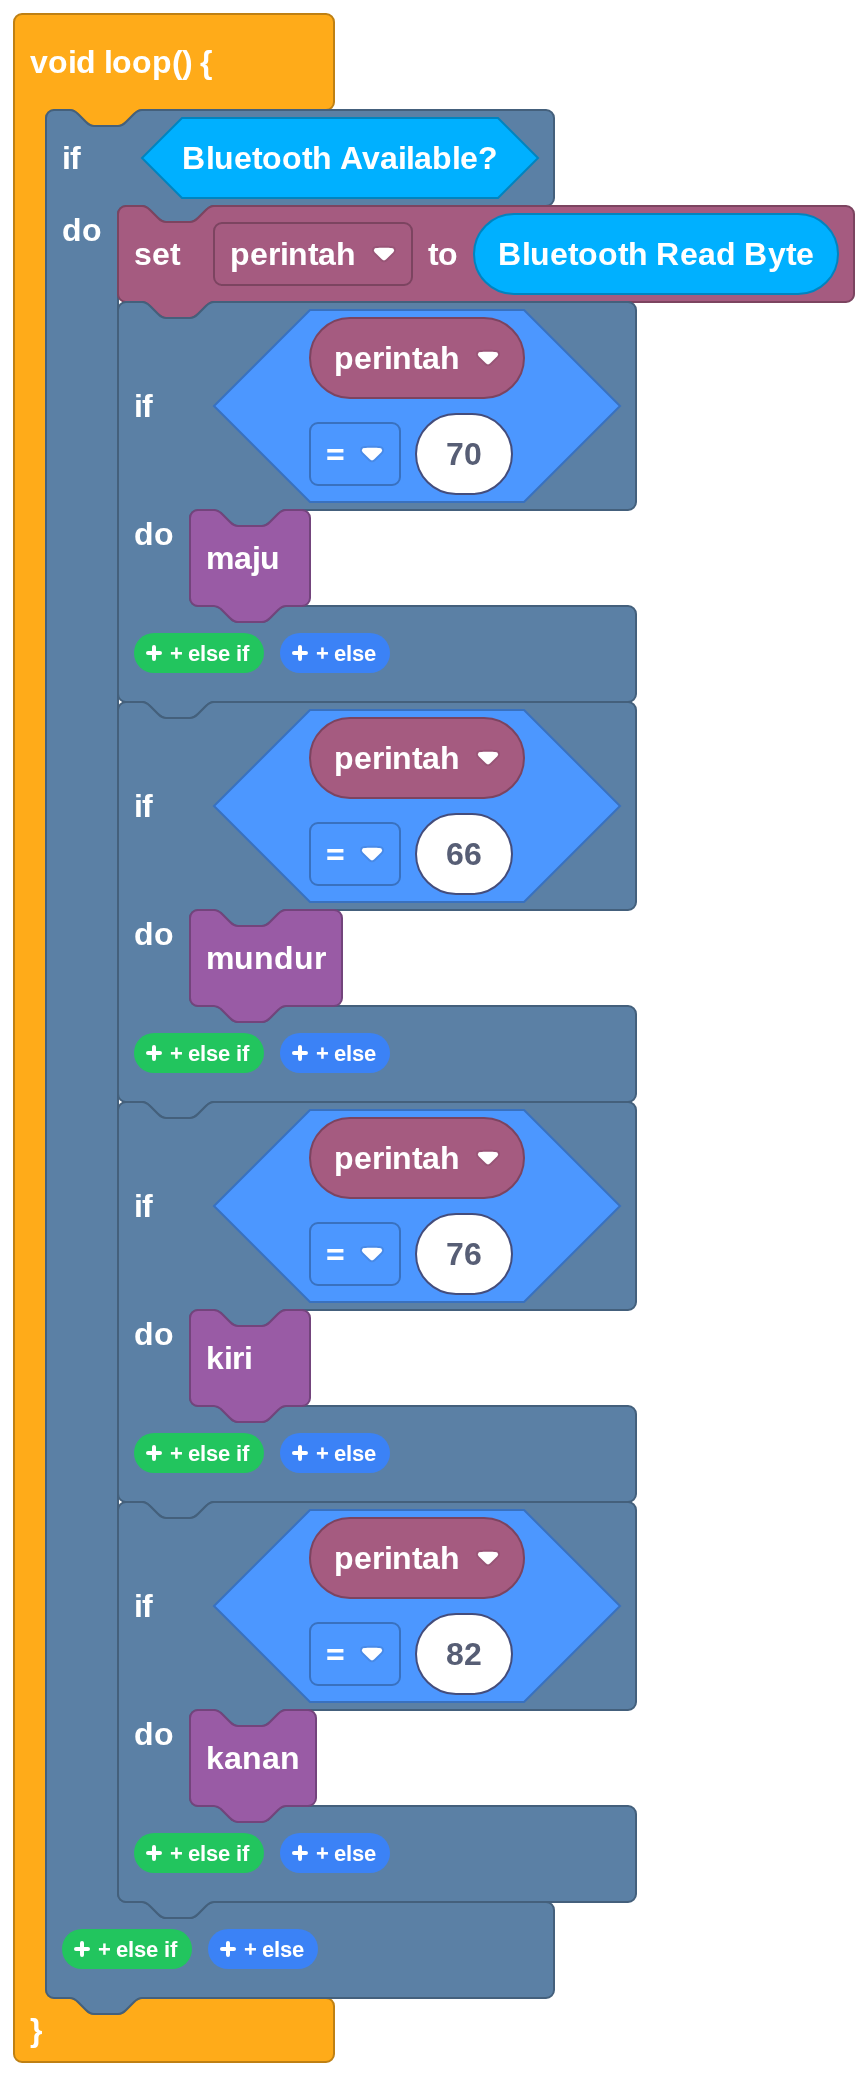 void loop() {
if Bluetooth Available?
do
set perintah to Bluetooth Read Byte
perintah
if
= 70
do
maju
+ else if + else
perintah
if
= 66
do
mundur
+ else if + else
perintah
if
= 76
do
kiri
+ else if + else
perintah
if
= 82
do
kanan
+ else if + else
+ else if + else
}